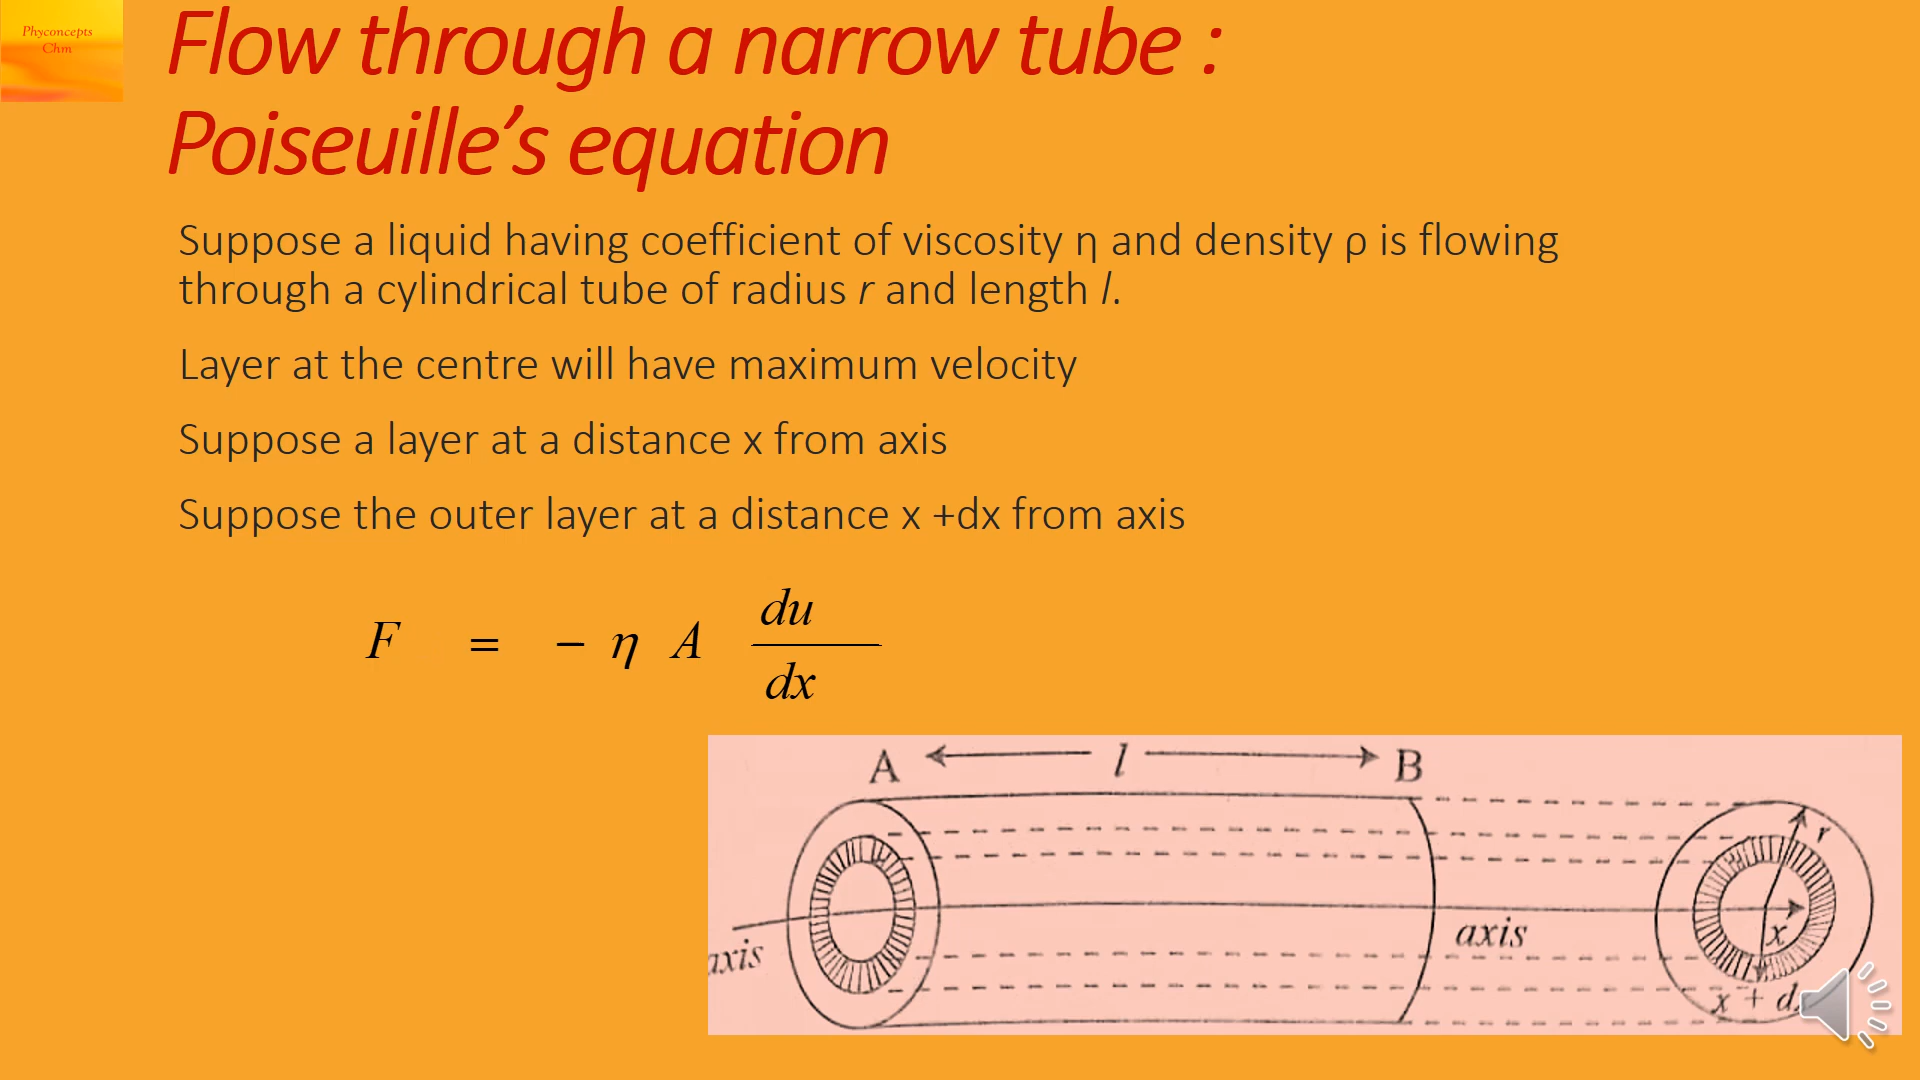 Phyconcepts
Chm
Flow through a narrow tube :
Poiseuille’s equation
Suppose a liquid having coefficient of viscosity η and density ρ is flowing
through a cylindrical tube of radius r and length l.
Layer at the centre will have maximum velocity
Suppose a layer at a distance x from axis
Suppose the outer layer at a distance x +dx from axis
F = − η A du
dx
A l B
r
axis
axis
x
x + d